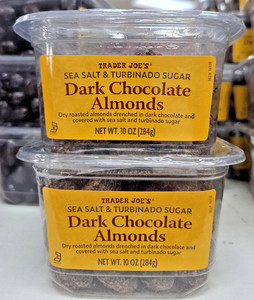 TRADER JOE'S®
SEA SALT & TURBINADO SUGAR
Dark Chocolate
Almonds
Dry roasted almonds drenched in dark chocolate and
covered with sea salt and turbinado sugar
NET WT. 10 OZ (284g)
TRADER JOE'S®
SEA SALT & TURBINADO SUGAR
Dark Chocolate
Almonds
Dry roasted almonds drenched in dark chocolate and
covered with sea salt and turbinado sugar
NET WT. 10 OZ (284g)